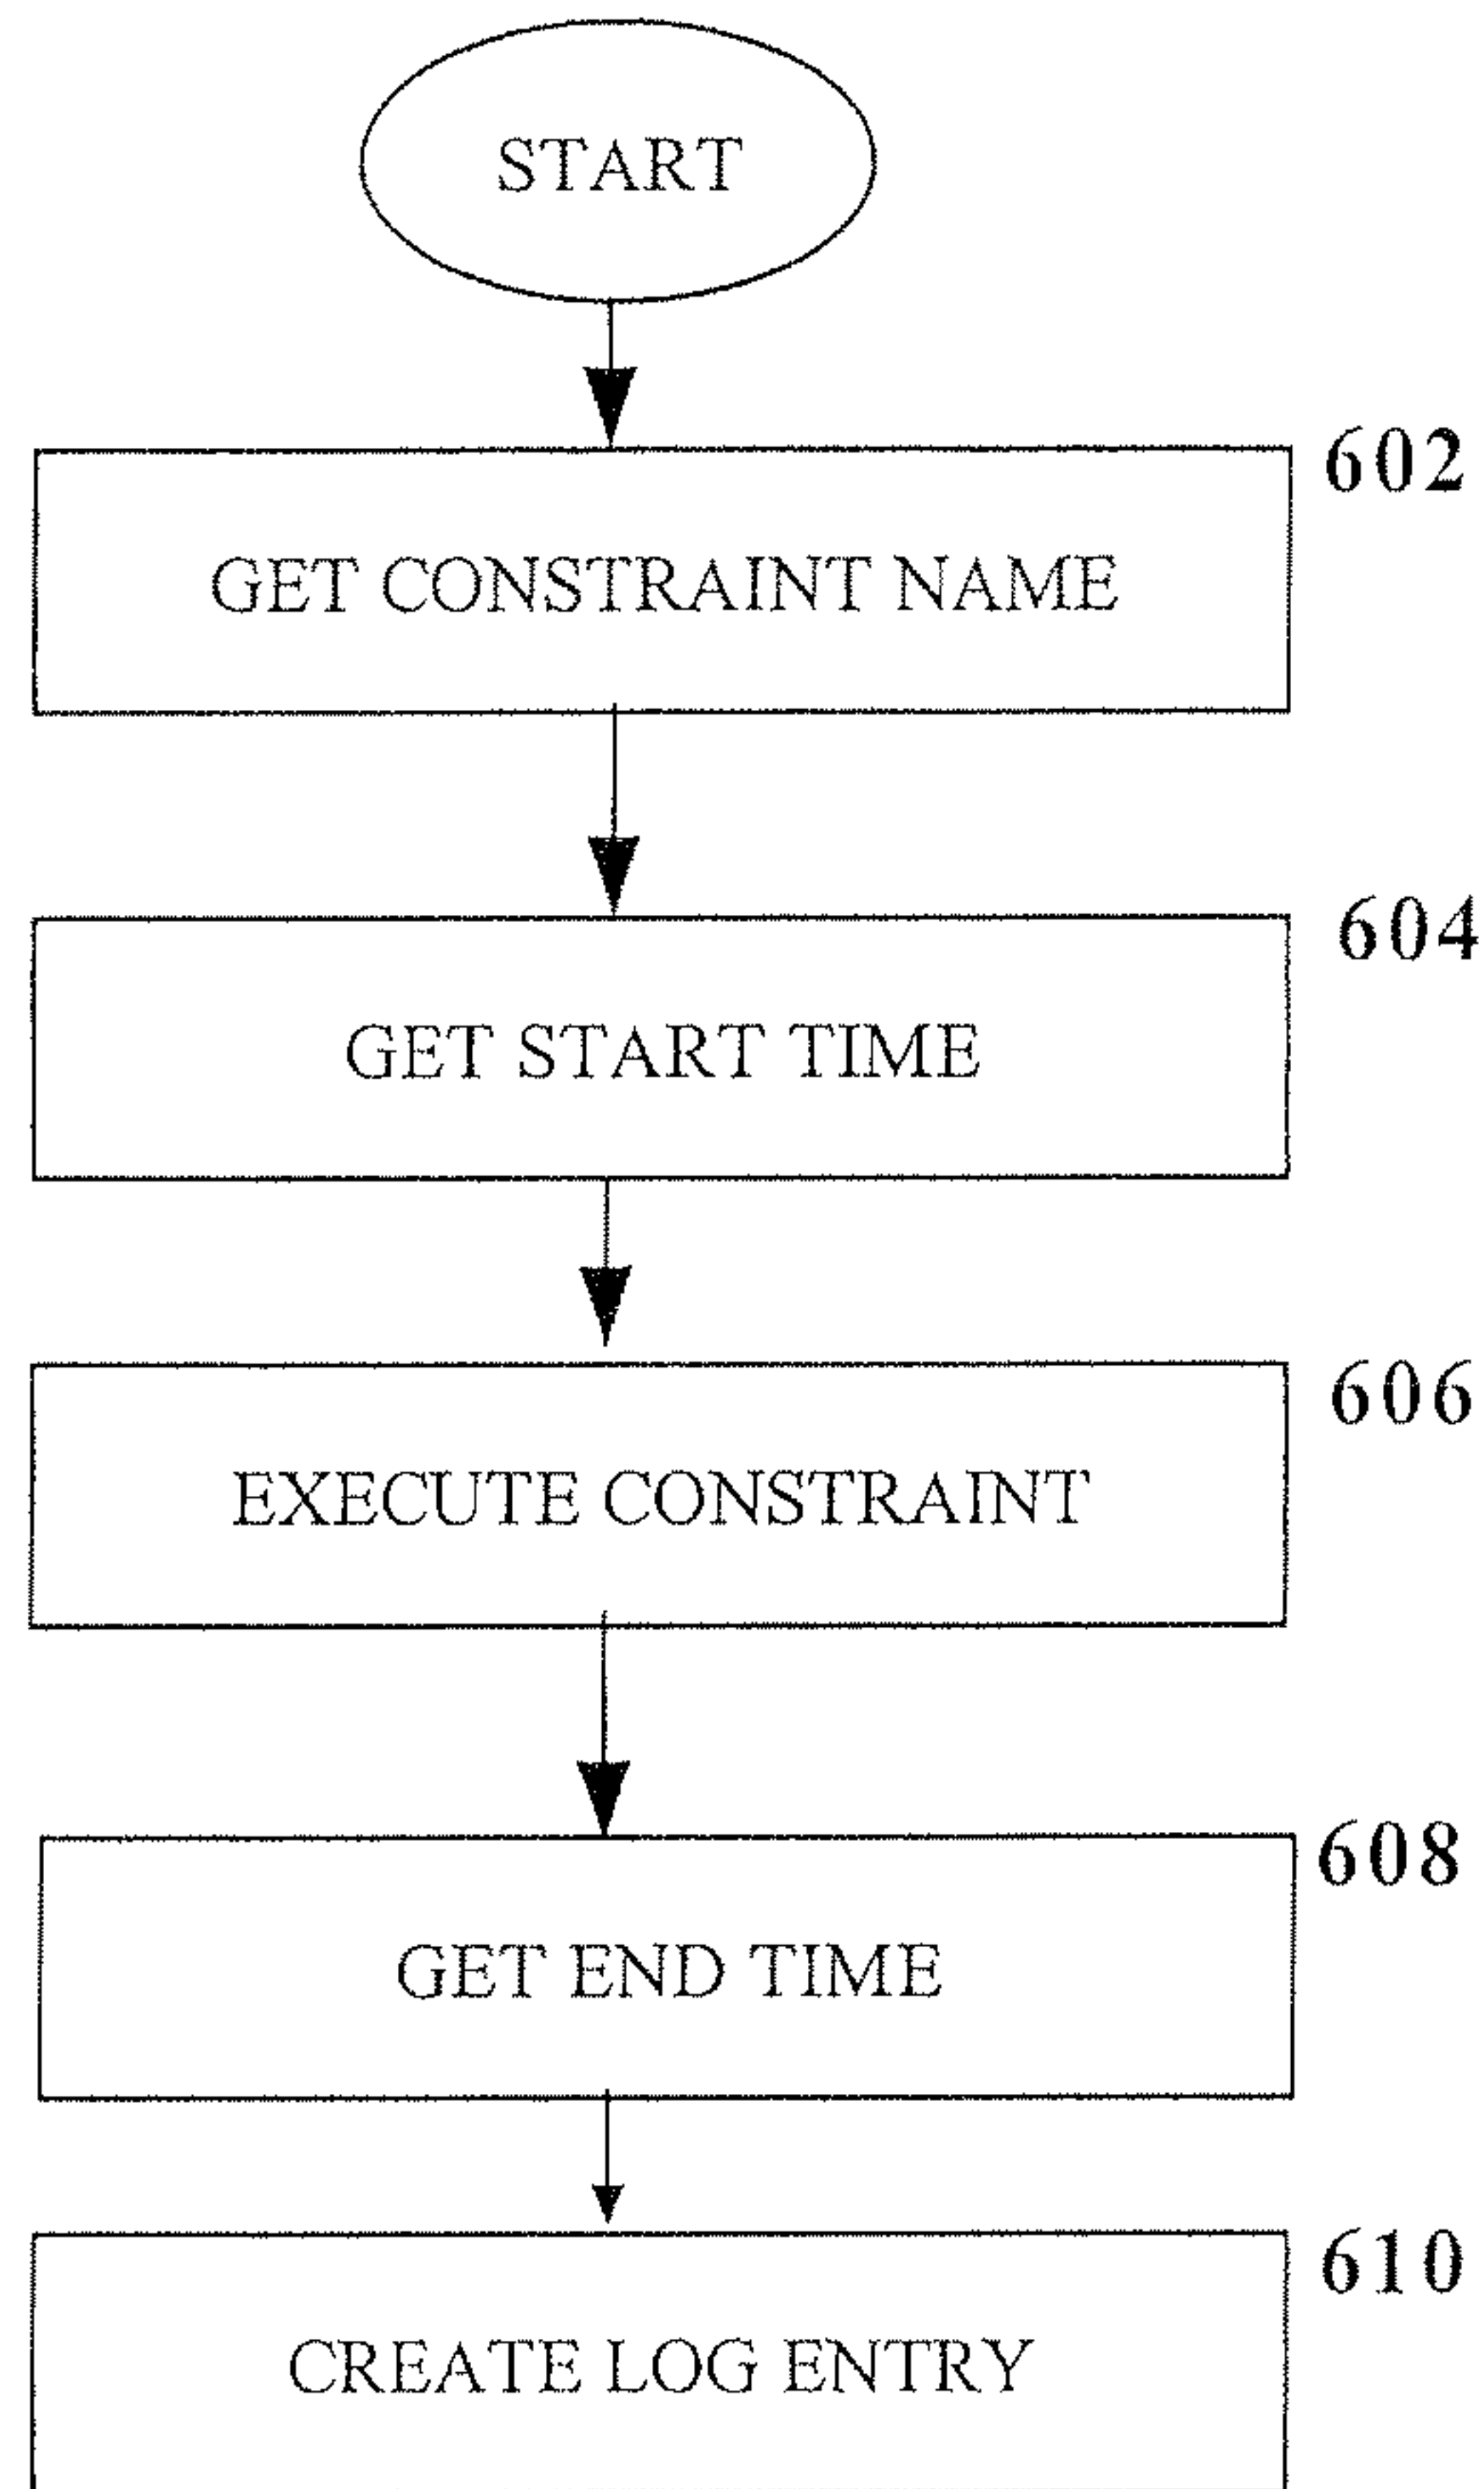 START
602
GET CONSTRAINT NAME
604
GET START TIME
606
EXECUTE CONSTRAINT
608
GET END TIME
610
CREATE LOG ENTRY